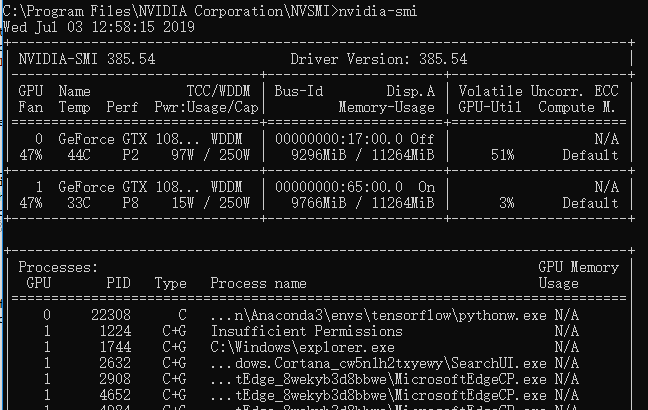 C:\Program Files\NVIDIA Corporation\NVSMI>nvidia-smi
Wed Jul 03 12:58:15 2019
NVIDIA-SMI 385.54 Driver Version: 385.54
GPU Name TCC/WDDM | Bus-Id Disp.A | Volatile Uncorr. ECC
Fan Temp Perf Pwr:Usage/Cap| Memory-Usage | GPU-Util Compute M.
0 GeForce GTX 108... WDDM | 00000000:17:00.0 Off | N/A
47% 44C P2 97W / 250W | 9296MiB / 11264MiB | 51% Default
1 GeForce GTX 108... WDDM | 00000000:65:00.0 On | N/A
47% 33C P8 15W / 250W | 9766MiB / 11264MiB | 3% Default
Processes: GPU Memory
GPU PID Type Process name Usage
0 22308 C ...n\Anaconda3\envs\tensorflow\pythonw.exe N/A
1 1224 C+G Insufficient Permissions N/A
1 1744 C+G C:\Windows\explorer.exe N/A
1 2632 C+G ...dows.Cortana_cw5n1h2txyewy\SearchUI.exe N/A
1 2908 C+G ...tEdge_8wekyb3d8bbwe\MicrosoftEdgeCP.exe N/A
1 4652 C+G ...tEdge_8wekyb3d8bbwe\MicrosoftEdgeCP.exe N/A
1 4984 C+G ...tEdge_8wekyb3d8bbwe\MicrosoftEdgeCP.exe N/A